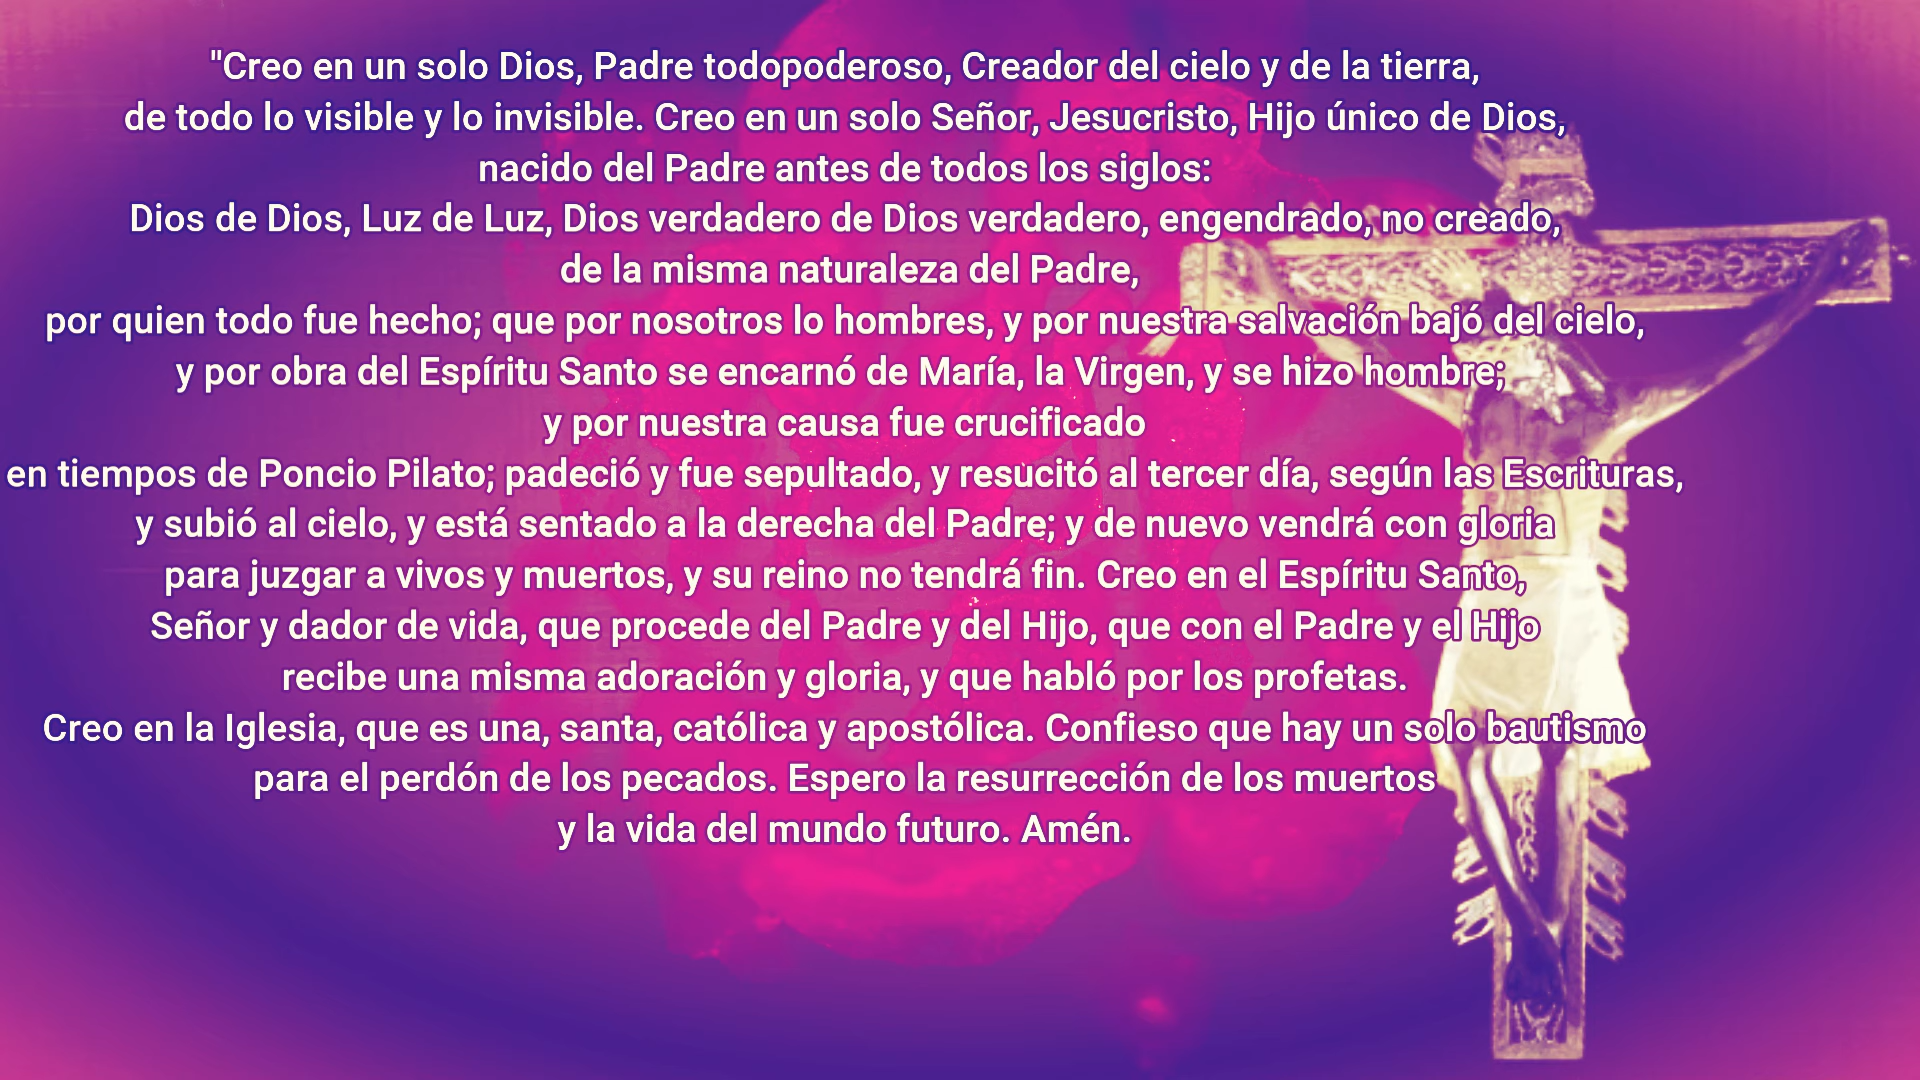 "Creo en un solo Dios, Padre todopoderoso, Creador del cielo y de la tierra,
de todo lo visible y lo invisible. Creo en un solo Señor, Jesucristo, Hijo único de Dios,
nacido del Padre antes de todos los siglos:
Dios de Dios, Luz de Luz, Dios verdadero de Dios verdadero, engendrado, no creado,
de la misma naturaleza del Padre,
por quien todo fue hecho; que por nosotros lo hombres, y por nuestra salvación bajó del cielo,
y por obra del Espíritu Santo se encarnó de María, la Virgen, y se hizo hombre;
y por nuestra causa fue crucificado
en tiempos de Poncio Pilato; padeció y fue sepultado, y resucitó al tercer día, según las Escrituras,
y subió al cielo, y está sentado a la derecha del Padre; y de nuevo vendrá con gloria
para juzgar a vivos y muertos, y su reino no tendrá fin. Creo en el Espíritu Santo,
Señor y dador de vida, que procede del Padre y del Hijo, que con el Padre y el Hijo
recibe una misma adoración y gloria, y que habló por los profetas.
Creo en la Iglesia, que es una, santa, católica y apostólica. Confieso que hay un solo bautismo
para el perdón de los pecados. Espero la resurrección de los muertos
y la vida del mundo futuro. Amén.